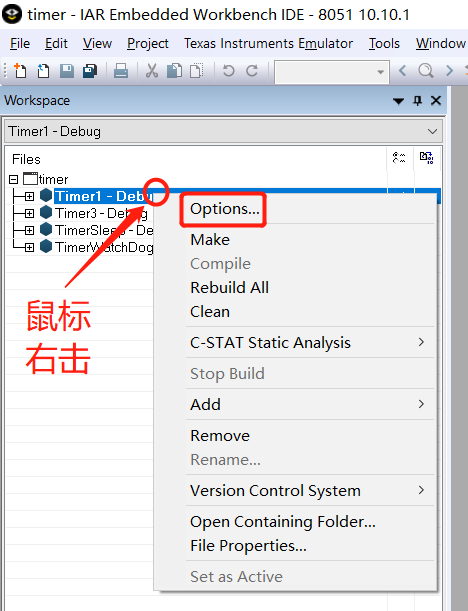 timer - IAR Embedded Workbench IDE - 8051 10.10.1
File Edit View Project Texas Instruments Emulator Tools Window
Workspace
Timer1 - Debug
Files
timer
Timer1 - Debu
Timer3 - Debug
TimerSleep - De
TimerWatchDog
鼠标
右击
Options...
Make
Compile
Rebuild All
Clean
C-STAT Static Analysis
Stop Build
Add
Remove
Rename...
Version Control System
Open Containing Folder...
File Properties...
Set as Active